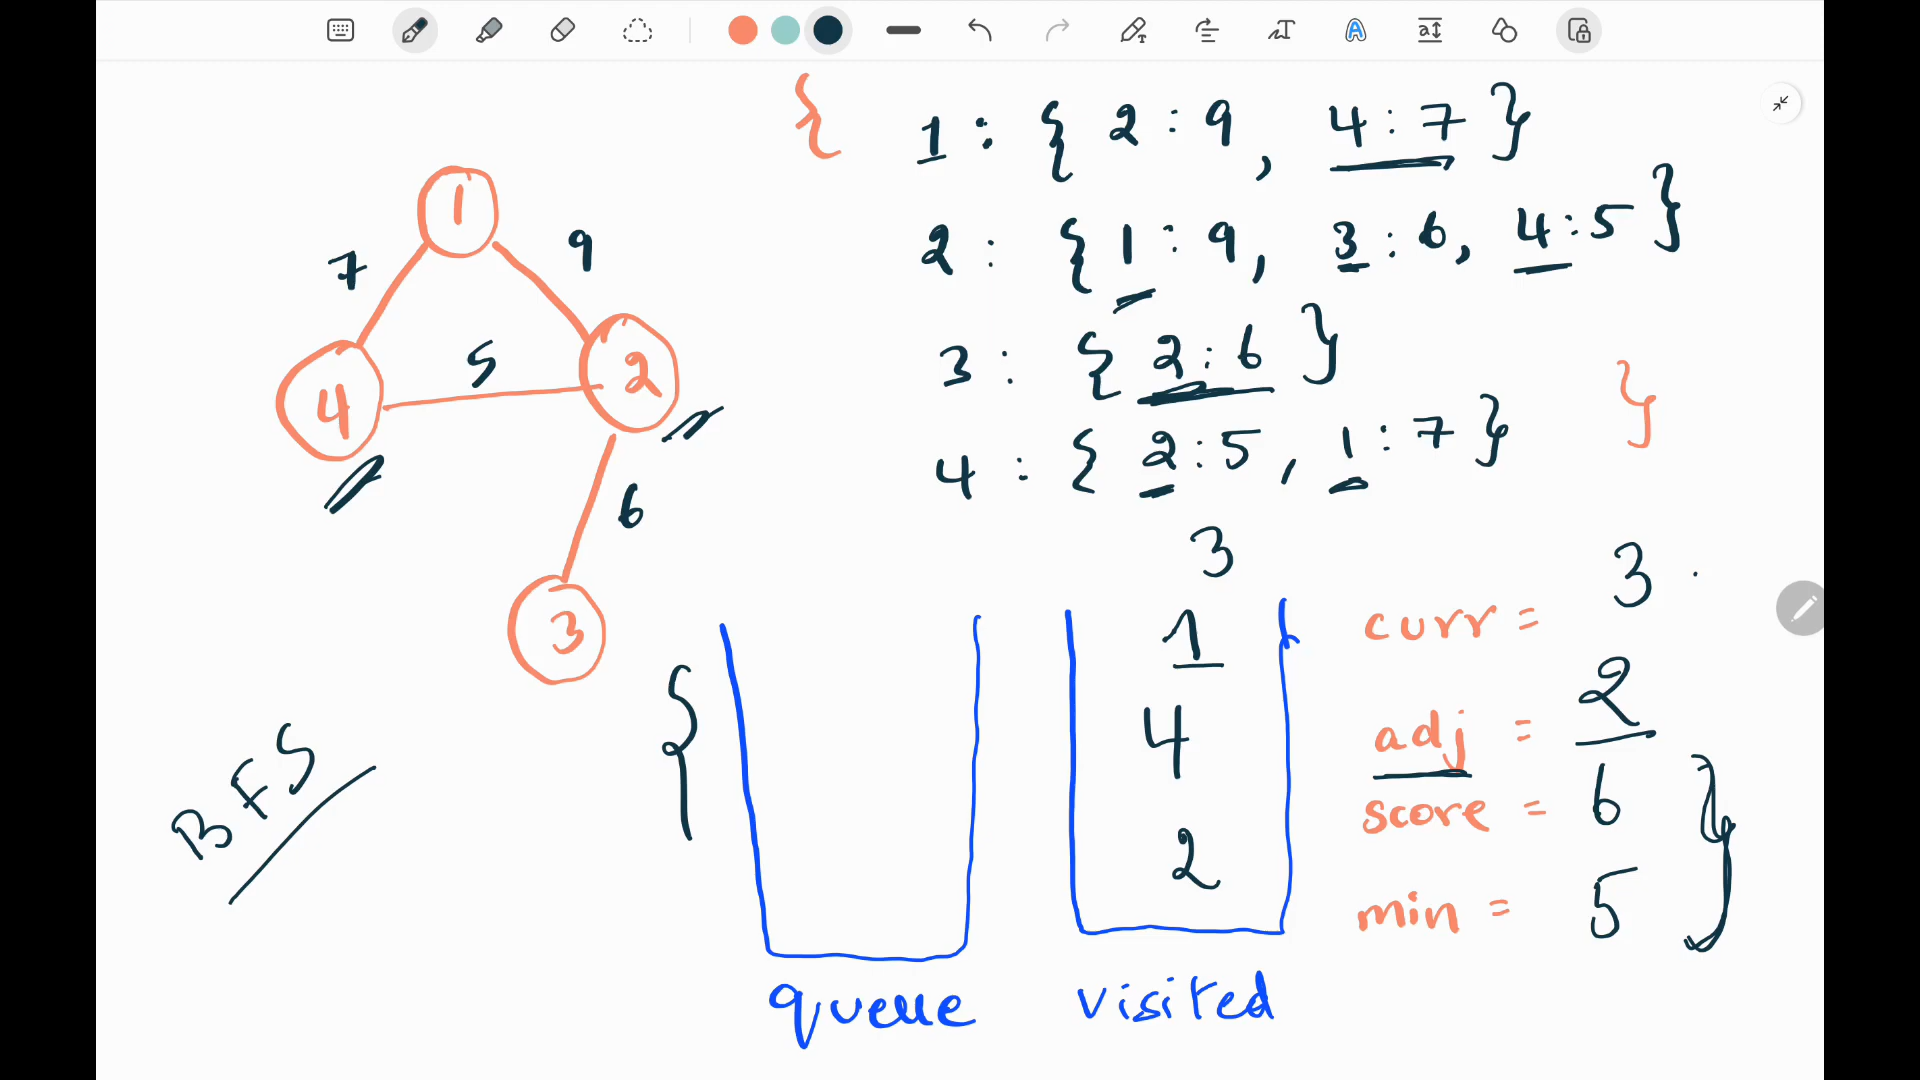 { 1 : { 2 : 9 , 4 : 7 }
2 : { 1 : 9 , 3 : 6 , 4 : 5 }
3 : { 2 : 6 }
4 : { 2 : 5 , 1 : 7 } }
1
7
9
4
5
2
6
3
BFS
{
queue
3
1
4
2
visited
curr = 3
adj = 2
score = 6
min = 5
}